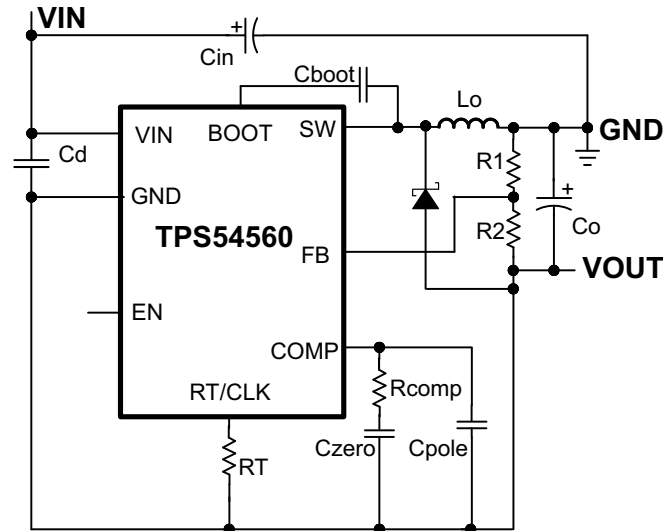 VIN
+
Cin
Cboot
Lo
VIN
BOOT
SW
GND
Cd
R1
GND
+
TPS54560
R2
Co
FB
VOUT
EN
COMP
RT/CLK
Rcomp
RT
Czero
Cpole